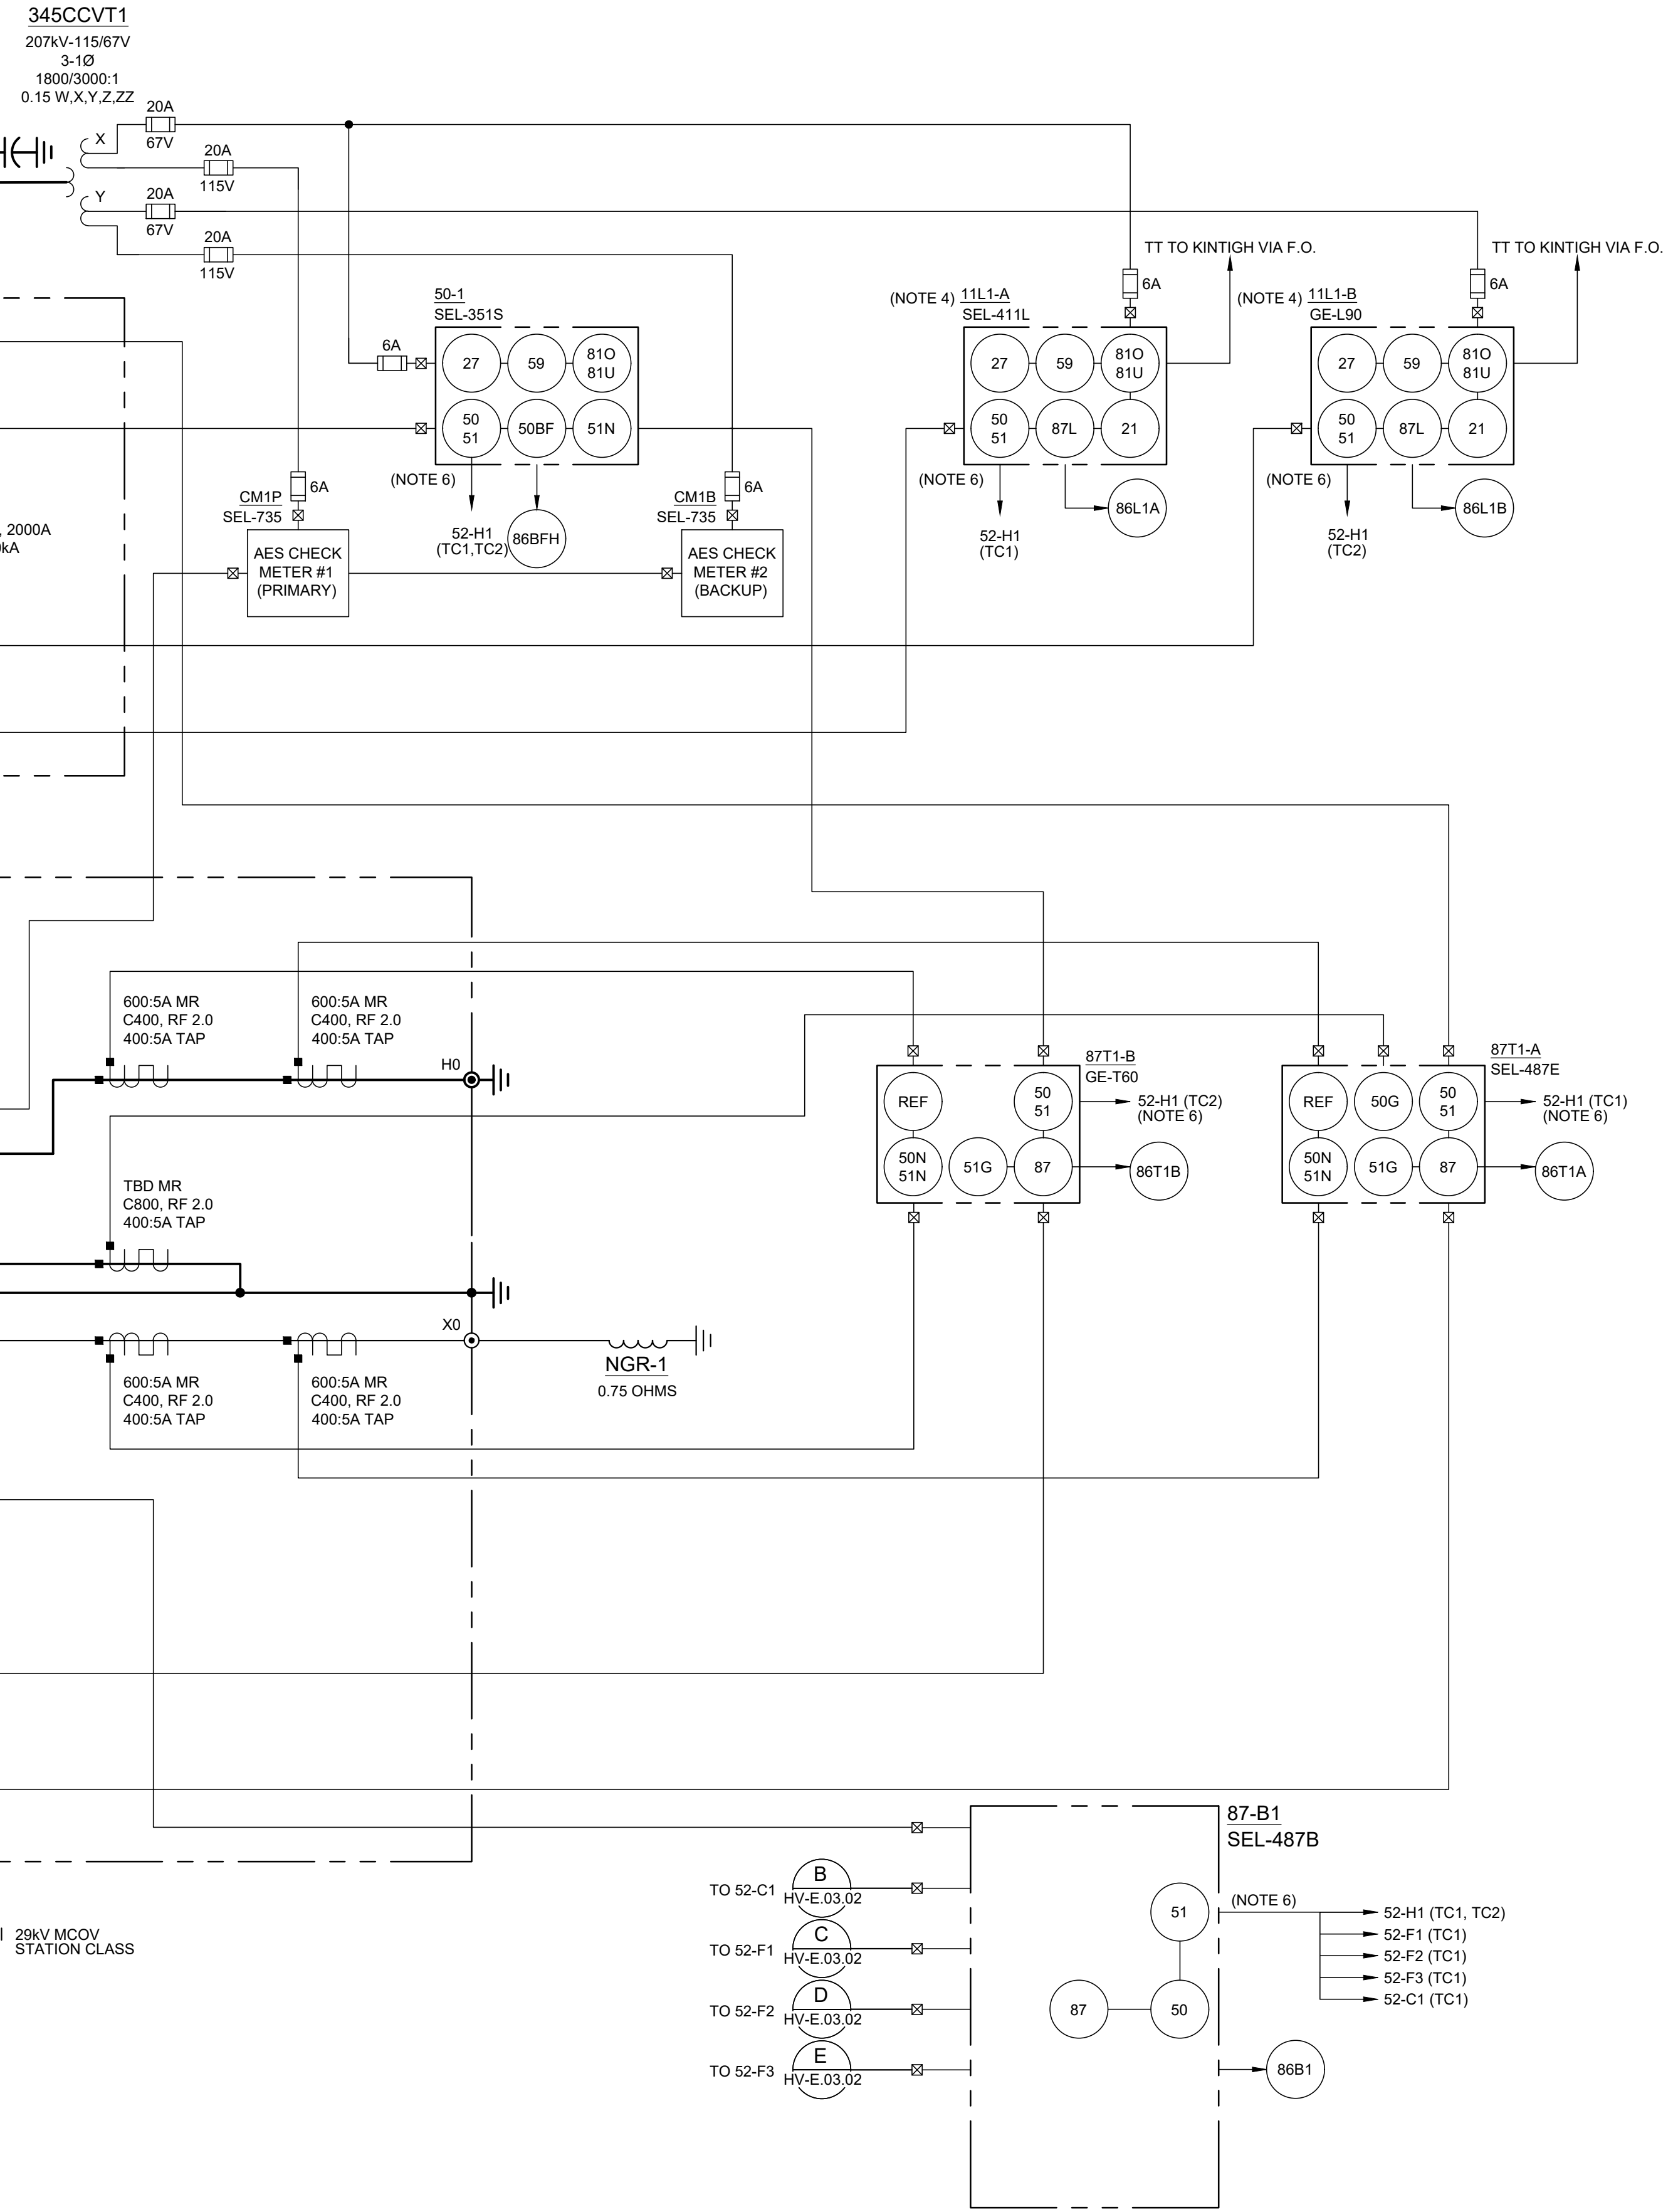 345CCVT1
207kV-115/67V
3-1Ø
1800/3000:1
0.15 W,X,Y,Z,ZZ
X
20A
67V
20A
115V
Y
20A
67V
20A
115V
TT TO KINTIGH VIA F.O.
TT TO KINTIGH VIA F.O.
50-1
SEL-351S
6A
27
59
81O
81U
50
51
50BF
51N
(NOTE 6)
52-H1
(TC1,TC2)
86BFH
(NOTE 4)
11L1-A
SEL-411L
6A
27
59
81O
81U
50
51
87L
21
(NOTE 6)
52-H1
(TC1)
86L1A
(NOTE 4)
11L1-B
GE-L90
6A
27
59
81O
81U
50
51
87L
21
(NOTE 6)
52-H1
(TC2)
86L1B
, 2000A
kA
CM1P
SEL-735
6A
AES CHECK
METER #1
(PRIMARY)
CM1B
SEL-735
6A
AES CHECK
METER #2
(BACKUP)
600:5A MR
C400, RF 2.0
400:5A TAP
600:5A MR
C400, RF 2.0
400:5A TAP
H0
TBD MR
C800, RF 2.0
400:5A TAP
X0
600:5A MR
C400, RF 2.0
400:5A TAP
600:5A MR
C400, RF 2.0
400:5A TAP
NGR-1
0.75 OHMS
87T1-B
GE-T60
REF
50
51
50N
51N
51G
87
52-H1 (TC2)
(NOTE 6)
86T1B
87T1-A
SEL-487E
REF
50G
50
51
50N
51N
51G
87
52-H1 (TC1)
(NOTE 6)
86T1A
29kV MCOV
STATION CLASS
87-B1
SEL-487B
TO 52-C1
B
HV-E.03.02
TO 52-F1
C
HV-E.03.02
TO 52-F2
D
HV-E.03.02
TO 52-F3
E
HV-E.03.02
51
87
50
(NOTE 6)
52-H1 (TC1, TC2)
52-F1 (TC1)
52-F2 (TC1)
52-F3 (TC1)
52-C1 (TC1)
86B1